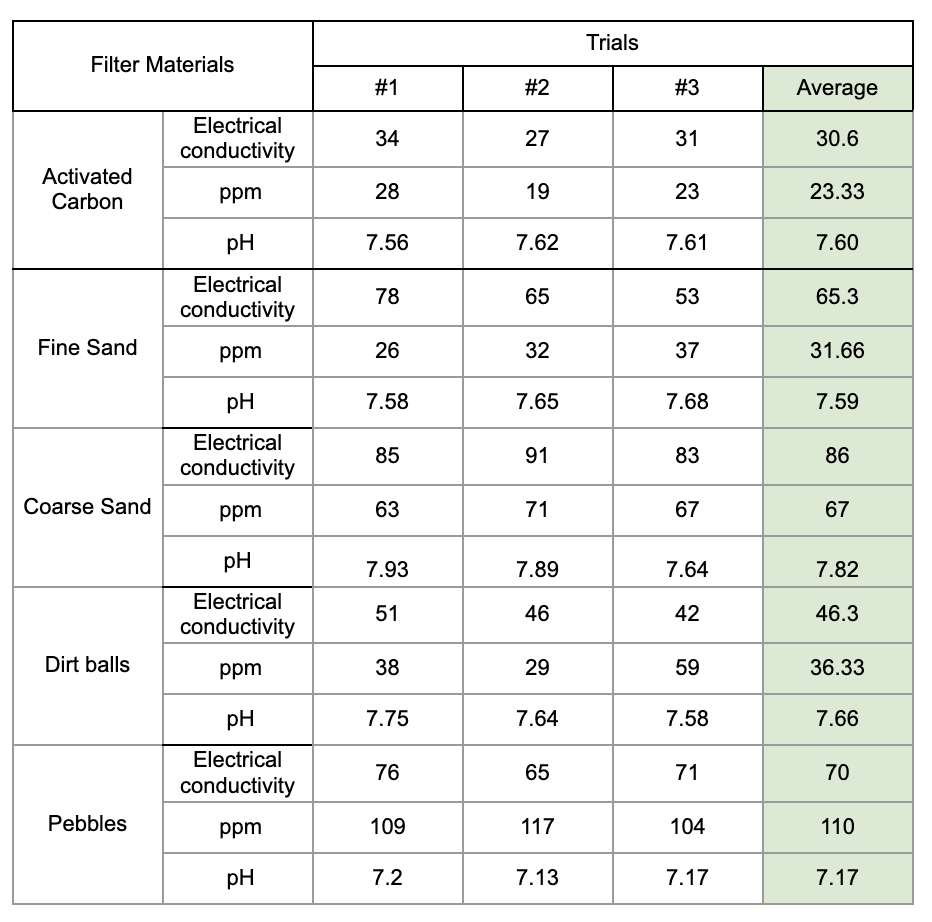 Filter Materials
Trials
#1 #2 #3 Average
Activated
Carbon
Electrical
conductivity
34 27 31 30.6
ppm 28 19 23 23.33
pH 7.56 7.62 7.61 7.60
Fine Sand
Electrical
conductivity
78 65 53 65.3
ppm 26 32 37 31.66
pH 7.58 7.65 7.68 7.59
Coarse Sand
Electrical
conductivity
85 91 83 86
ppm 63 71 67 67
pH 7.93 7.89 7.64 7.82
Dirt balls
Electrical
conductivity
51 46 42 46.3
ppm 38 29 59 36.33
pH 7.75 7.64 7.58 7.66
Pebbles
Electrical
conductivity
76 65 71 70
ppm 109 117 104 110
pH 7.2 7.13 7.17 7.17